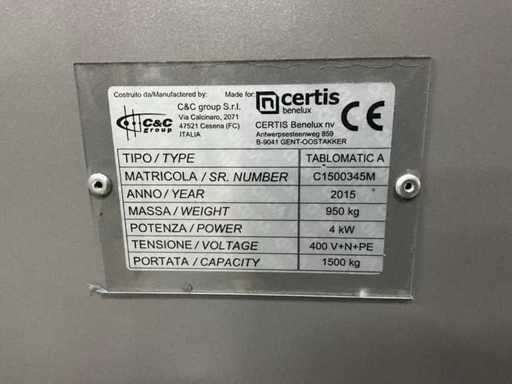 Costruito da/Manufactured by: Made for:
C&C group
C&C group S.r.l.
Via Calcinaro, 2071
47521 Cesena (FC)
ITALIA
n certis
benelux
CERTIS Benelux nv
Antwerpsesteenweg 859
B-9041 GENT-OOSTAKKER
CE
TIPO / TYPE TABLOMATIC A
MATRICOLA / SR. NUMBER C1500345M
ANNO / YEAR 2015
MASSA / WEIGHT 950 kg
POTENZA / POWER 4 kW
TENSIONE / VOLTAGE 400 V+N+PE
PORTATA / CAPACITY 1500 kg